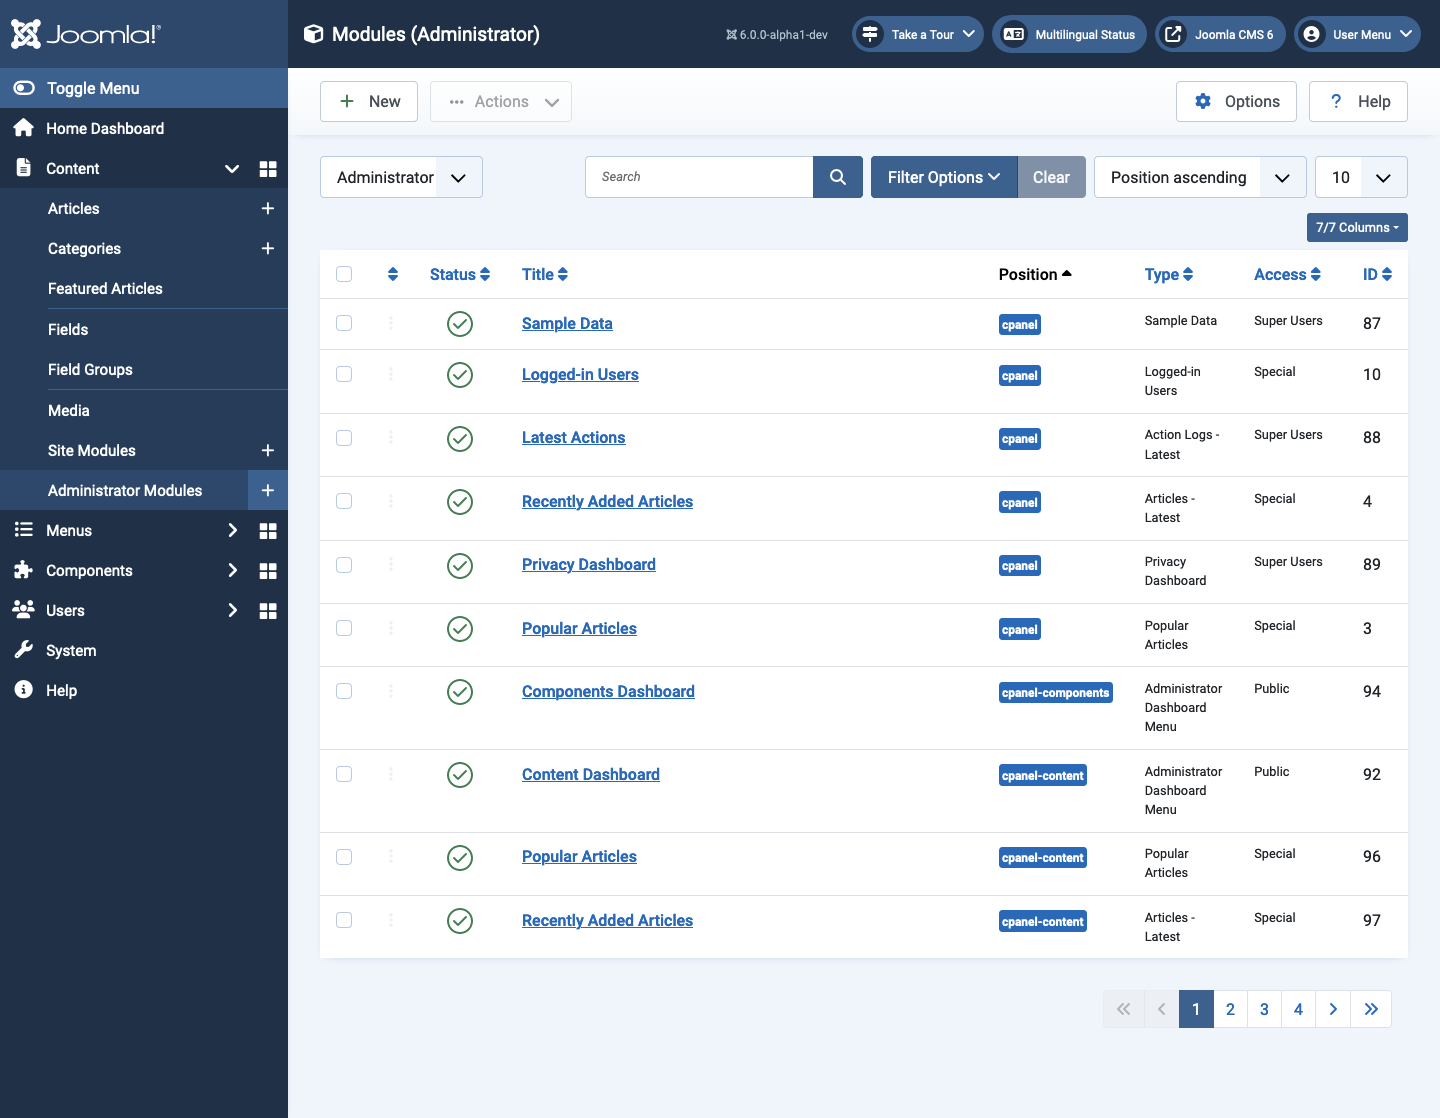 Joomla!
Modules (Administrator)
6.0.0-alpha1-dev
Take a Tour
Multilingual Status
Joomla CMS 6
User Menu
Toggle Menu
Home Dashboard
Content
Articles
Categories
Featured Articles
Fields
Field Groups
Media
Site Modules
Administrator Modules
Menus
Components
Users
System
Help
New
Actions
Options
Help
Administrator
Search
Filter Options
Clear
Position ascending
10
7/7 Columns
Status
Title
Position
Type
Access
ID
Sample Data
cpanel
Sample Data
Super Users
87
Logged-in Users
cpanel
Logged-in
Users
Special
10
Latest Actions
cpanel
Action Logs -
Latest
Super Users
88
Recently Added Articles
cpanel
Articles -
Latest
Special
4
Privacy Dashboard
cpanel
Privacy
Dashboard
Super Users
89
Popular Articles
cpanel
Popular
Articles
Special
3
Components Dashboard
cpanel-components
Administrator
Dashboard
Menu
Public
94
Content Dashboard
cpanel-content
Administrator
Dashboard
Menu
Public
92
Popular Articles
cpanel-content
Popular
Articles
Special
96
Recently Added Articles
cpanel-content
Articles -
Latest
Special
97
1
2
3
4